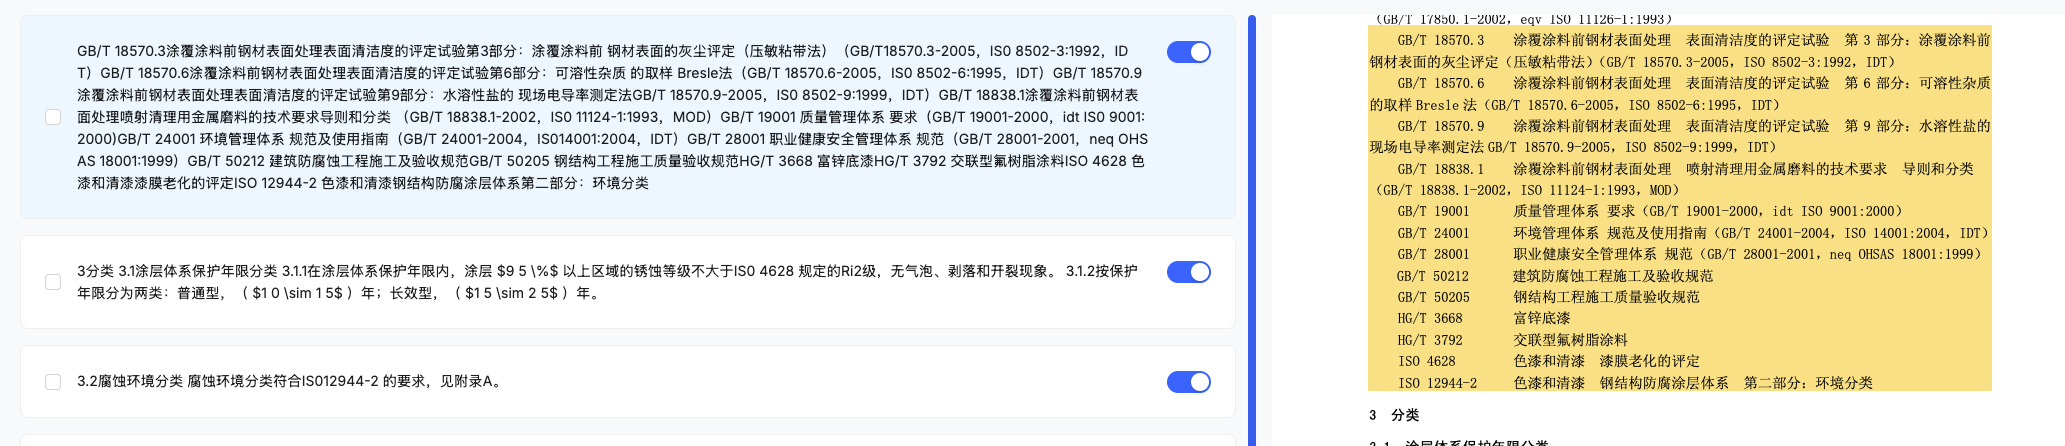 GB/T 18570.3涂覆涂料前钢材表面处理表面清洁度的评定试验第3部分：涂覆涂料前 钢材表面的灰尘评定（压敏粘带法）（GB/T18570.3-2005，IS0 8502-3:1992，ID
T）GB/T 18570.6涂覆涂料前钢材表面处理表面清洁度的评定试验第6部分：可溶性杂质 的取样 Bresle法（GB/T 18570.6-2005，IS0 8502-6:1995，IDT）GB/T 18570.9
涂覆涂料前钢材表面处理表面清洁度的评定试验第9部分：水溶性盐的 现场电导率测定法GB/T 18570.9-2005，IS0 8502-9:1999，IDT）GB/T 18838.1涂覆涂料前钢材表
面处理喷射清理用金属磨料的技术要求导则和分类 （GB/T 18838.1-2002，IS0 11124-1:1993，MOD）GB/T 19001 质量管理体系 要求（GB/T 19001-2000，idt IS0 9001:
2000)GB/T 24001 环境管理体系 规范及使用指南（GB/T 24001-2004，IS014001:2004，IDT）GB/T 28001 职业健康安全管理体系 规范（GB/T 28001-2001，neq OHS
AS 18001:1999）GB/T 50212 建筑防腐蚀工程施工及验收规范GB/T 50205 钢结构工程施工质量验收规范HG/T 3668 富锌底漆HG/T 3792 交联型氟树脂涂料ISO 4628 色
漆和清漆漆膜老化的评定ISO 12944-2 色漆和清漆钢结构防腐涂层体系第二部分：环境分类
3分类 3.1涂层体系保护年限分类 3.1.1在涂层体系保护年限内，涂层 $9 5 \%$ 以上区域的锈蚀等级不大于IS0 4628 规定的Ri2级，无气泡、剥落和开裂现象。 3.1.2按保护
年限分为两类：普通型，（ $1 0 \sim 1 5$ ）年；长效型，（ $1 5 \sim 2 5$ ）年。
3.2腐蚀环境分类 腐蚀环境分类符合IS012944-2 的要求，见附录A。
（GB/T 17850.1-2002，eqv ISO 11126-1:1993）
GB/T 18570.3 涂覆涂料前钢材表面处理 表面清洁度的评定试验 第 3 部分：涂覆涂料前
钢材表面的灰尘评定（压敏粘带法）（GB/T 18570.3-2005，ISO 8502-3:1992，IDT）
GB/T 18570.6 涂覆涂料前钢材表面处理 表面清洁度的评定试验 第 6 部分：可溶性杂质
的取样 Bresle 法（GB/T 18570.6-2005，ISO 8502-6:1995，IDT）
GB/T 18570.9 涂覆涂料前钢材表面处理 表面清洁度的评定试验 第 9 部分：水溶性盐的
现场电导率测定法 GB/T 18570.9-2005，ISO 8502-9:1999，IDT）
GB/T 18838.1 涂覆涂料前钢材表面处理 喷射清理用金属磨料的技术要求 导则和分类
（GB/T 18838.1-2002，ISO 11124-1:1993，MOD）
GB/T 19001 质量管理体系 要求（GB/T 19001-2000，idt ISO 9001:2000）
GB/T 24001 环境管理体系 规范及使用指南（GB/T 24001-2004，ISO 14001:2004，IDT）
GB/T 28001 职业健康安全管理体系 规范（GB/T 28001-2001，neq OHSAS 18001:1999）
GB/T 50212 建筑防腐蚀工程施工及验收规范
GB/T 50205 钢结构工程施工质量验收规范
HG/T 3668 富锌底漆
HG/T 3792 交联型氟树脂涂料
ISO 4628 色漆和清漆 漆膜老化的评定
ISO 12944-2 色漆和清漆 钢结构防腐涂层体系 第二部分：环境分类
3 分类
3.1 涂层体系保护年限分类